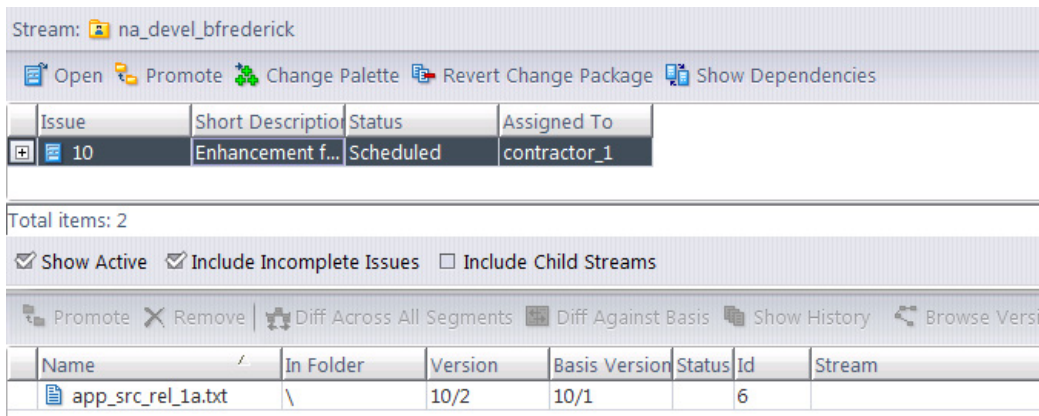 Stream: na_devel_bfrederick
Open Promote Change Palette Revert Change Package Show Dependencies
Issue Short Description Status Assigned To
10 Enhancement f... Scheduled contractor_1
Total items: 2
Show Active Include Incomplete Issues Include Child Streams
Promote Remove Diff Across All Segments Diff Against Basis Show History Browse Versi
Name In Folder Version Basis Version Status Id Stream
app_src_rel_1a.txt \ 10/2 10/1 6